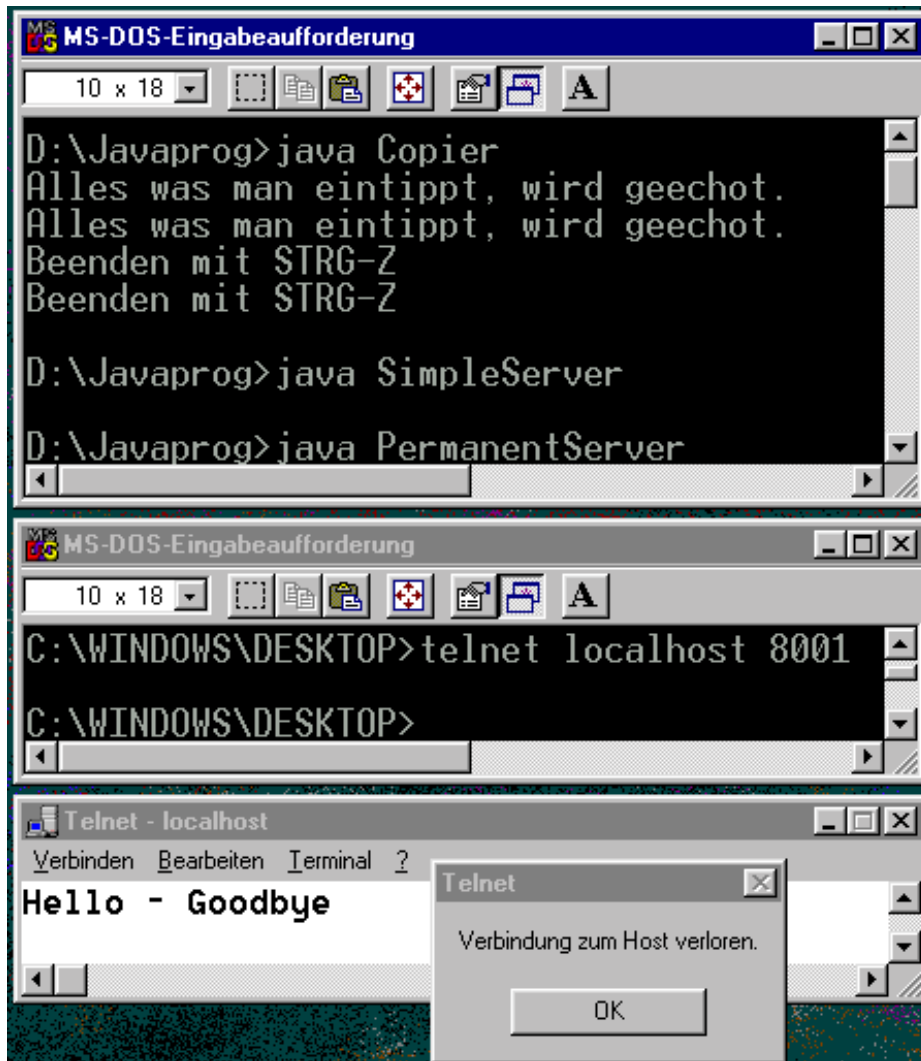 MS-DOS-Eingabeaufforderung
10 x 18
A
D:\Javaprog>java Copier
Alles was man eintippt, wird geechot.
Alles was man eintippt, wird geechot.
Beenden mit STRG-Z
Beenden mit STRG-Z
D:\Javaprog>java SimpleServer
D:\Javaprog>java PermanentServer
MS-DOS-Eingabeaufforderung
10 x 18
A
C:\WINDOWS\DESKTOP>telnet localhost 8001
C:\WINDOWS\DESKTOP>
Telnet - localhost
Verbinden Bearbeiten Terminal ?
Hello - Goodbye
Telnet
Verbindung zum Host verloren.
OK